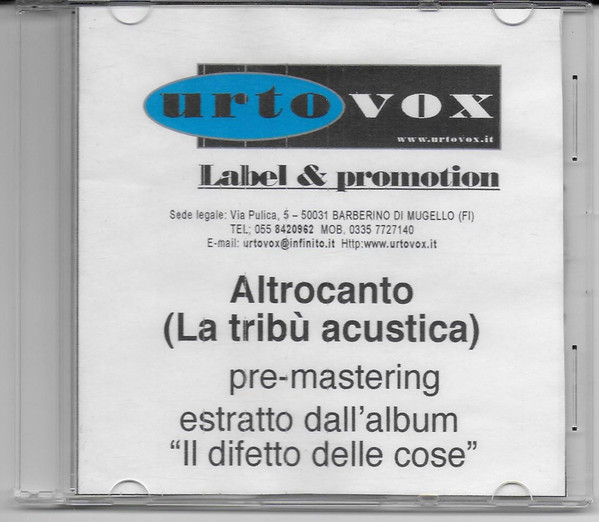 urtovox
www.urtovox.it
Label & promotion
Sede legale: Via Pulica, 5 – 50031 BARBERINO DI MUGELLO (FI)
TEL; 055 8420962 MOB. 0335 7727140
E-mail: urtovox@infinito.it Http:www.urtovox.it
Altrocanto
(La tribù acustica)
pre-mastering
estratto dall'album
“Il difetto delle cose”